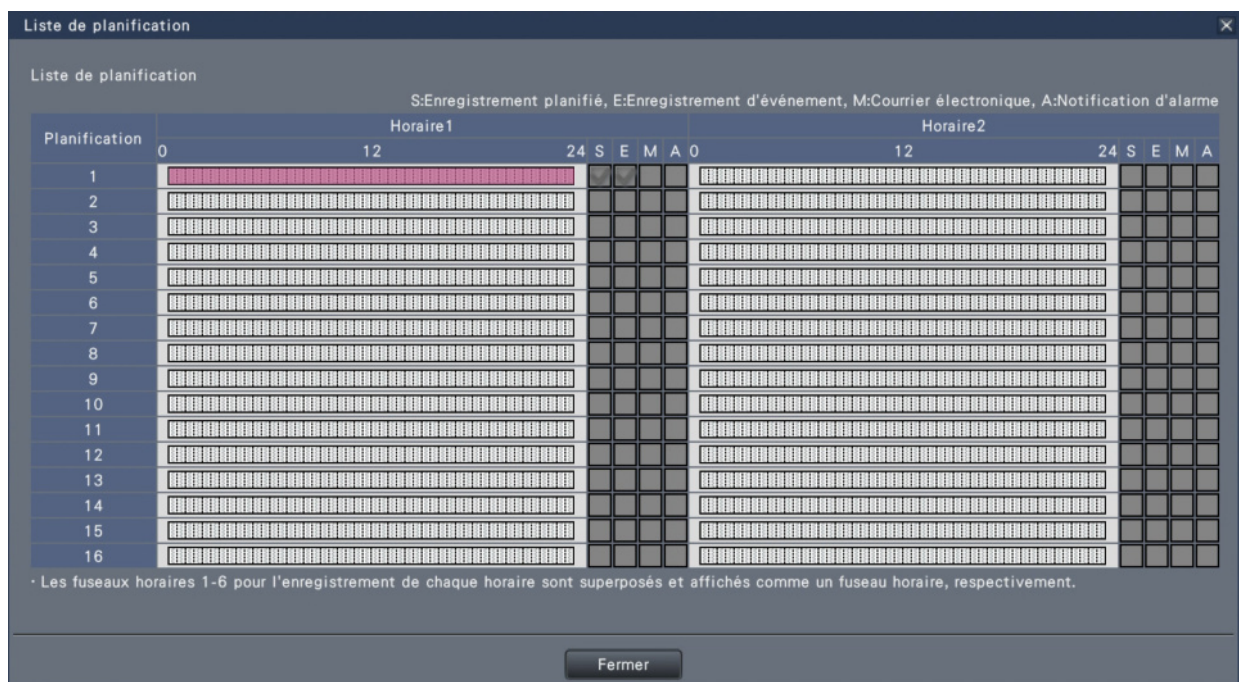 Liste de planification
Liste de planification
S:Enregistrement planifié, E:Enregistrement d'événement, M:Courrier électronique, A:Notification d'alarme
Planification Horaire1 Horaire2
0 12 24 S E M A 0 12 24 S E M A
1
2
3
4
5
6
7
8
9
10
11
12
13
14
15
16
· Les fuseaux horaires 1-6 pour l'enregistrement de chaque horaire sont superposés et affichés comme un fuseau horaire, respectivement.
Fermer